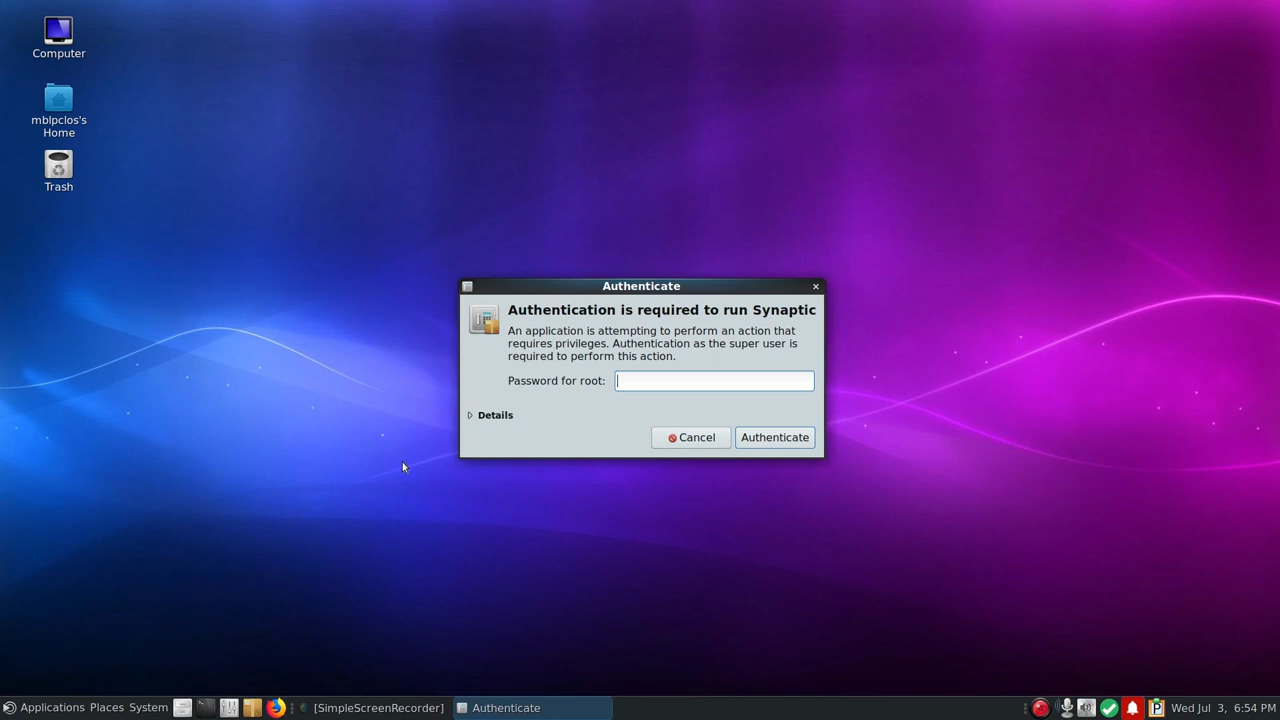 Computer
mblpclos's
Home
Trash
Authenticate
Authentication is required to run Synaptic
An application is attempting to perform an action that
requires privileges. Authentication as the super user is
required to perform this action.
Password for root:
Details
Cancel
Authenticate
Applications Places System
[SimpleScreenRecorder]
Authenticate
P
Wed Jul 3, 6:54 PM